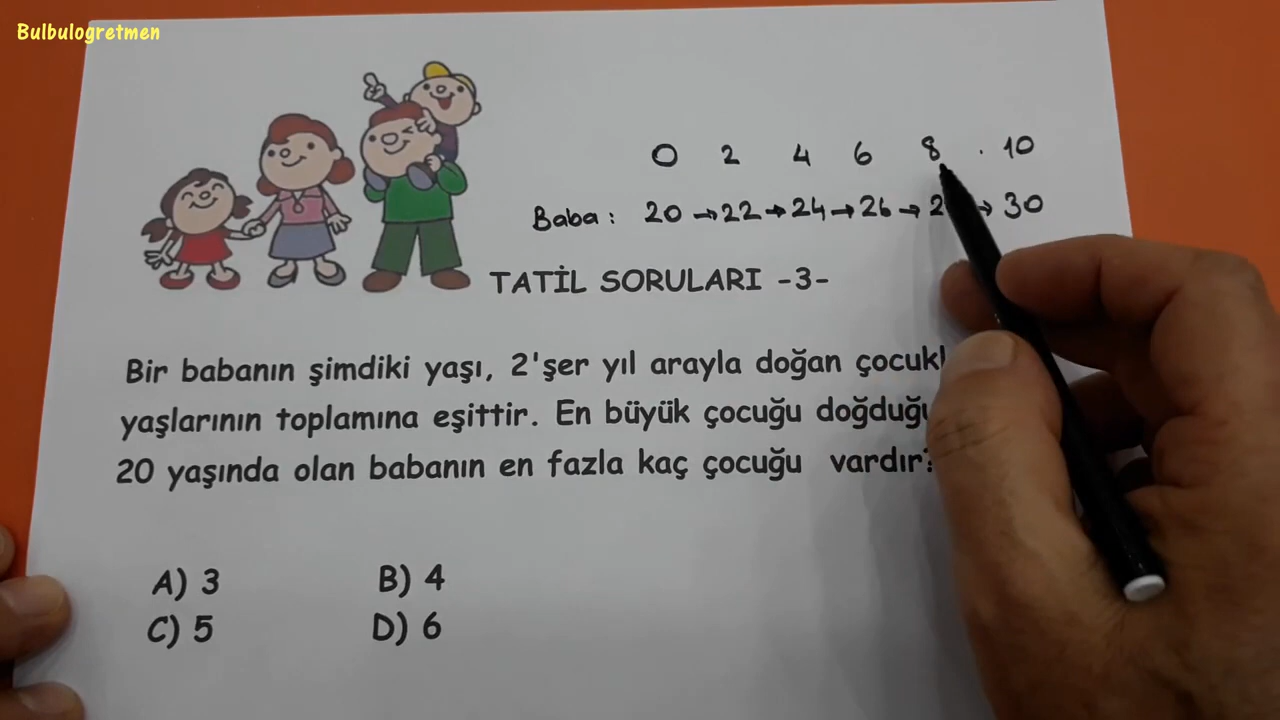 Bulbulogretmen
0 2 4 6 8 . 10
Baba: 20 → 22 → 24 → 26 → → 30
TATİL SORULARI -3-
Bir babanın şimdiki yaşı, 2'şer yıl arayla doğan
yaşlarının toplamına eşittir. En büyük çocuğu
20 yaşında olan babanın en fazla kaç çocuğu vardır?
A) 3 B) 4
C) 5 D) 6